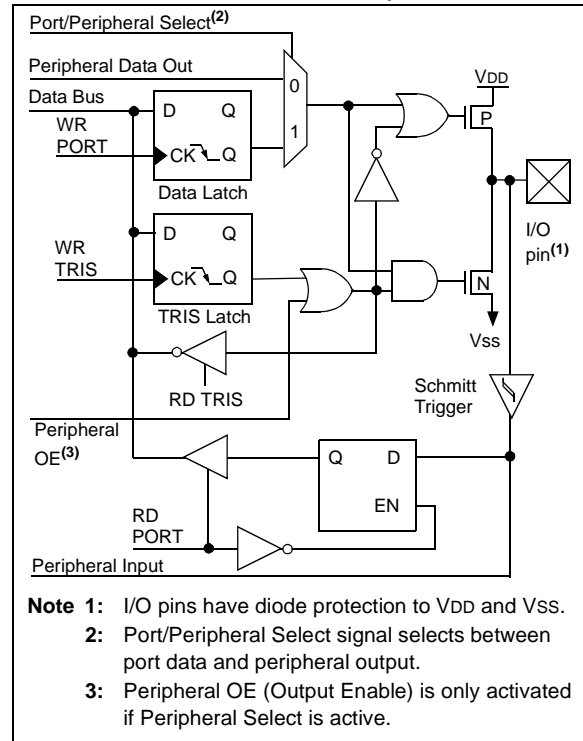 Port/Peripheral Select(2)
Peripheral Data Out
Data Bus
WR
PORT
D Q
CK Q
Data Latch
0
1
VDD
P
I/O
pin(1)
WR
TRIS
D Q
CK Q
TRIS Latch
N
VSS
RD TRIS
Schmitt
Trigger
Peripheral
OE(3)
Q D
EN
RD
PORT
Peripheral Input
Note 1: I/O pins have diode protection to VDD and VSS.
2: Port/Peripheral Select signal selects between
port data and peripheral output.
3: Peripheral OE (Output Enable) is only activated
if Peripheral Select is active.